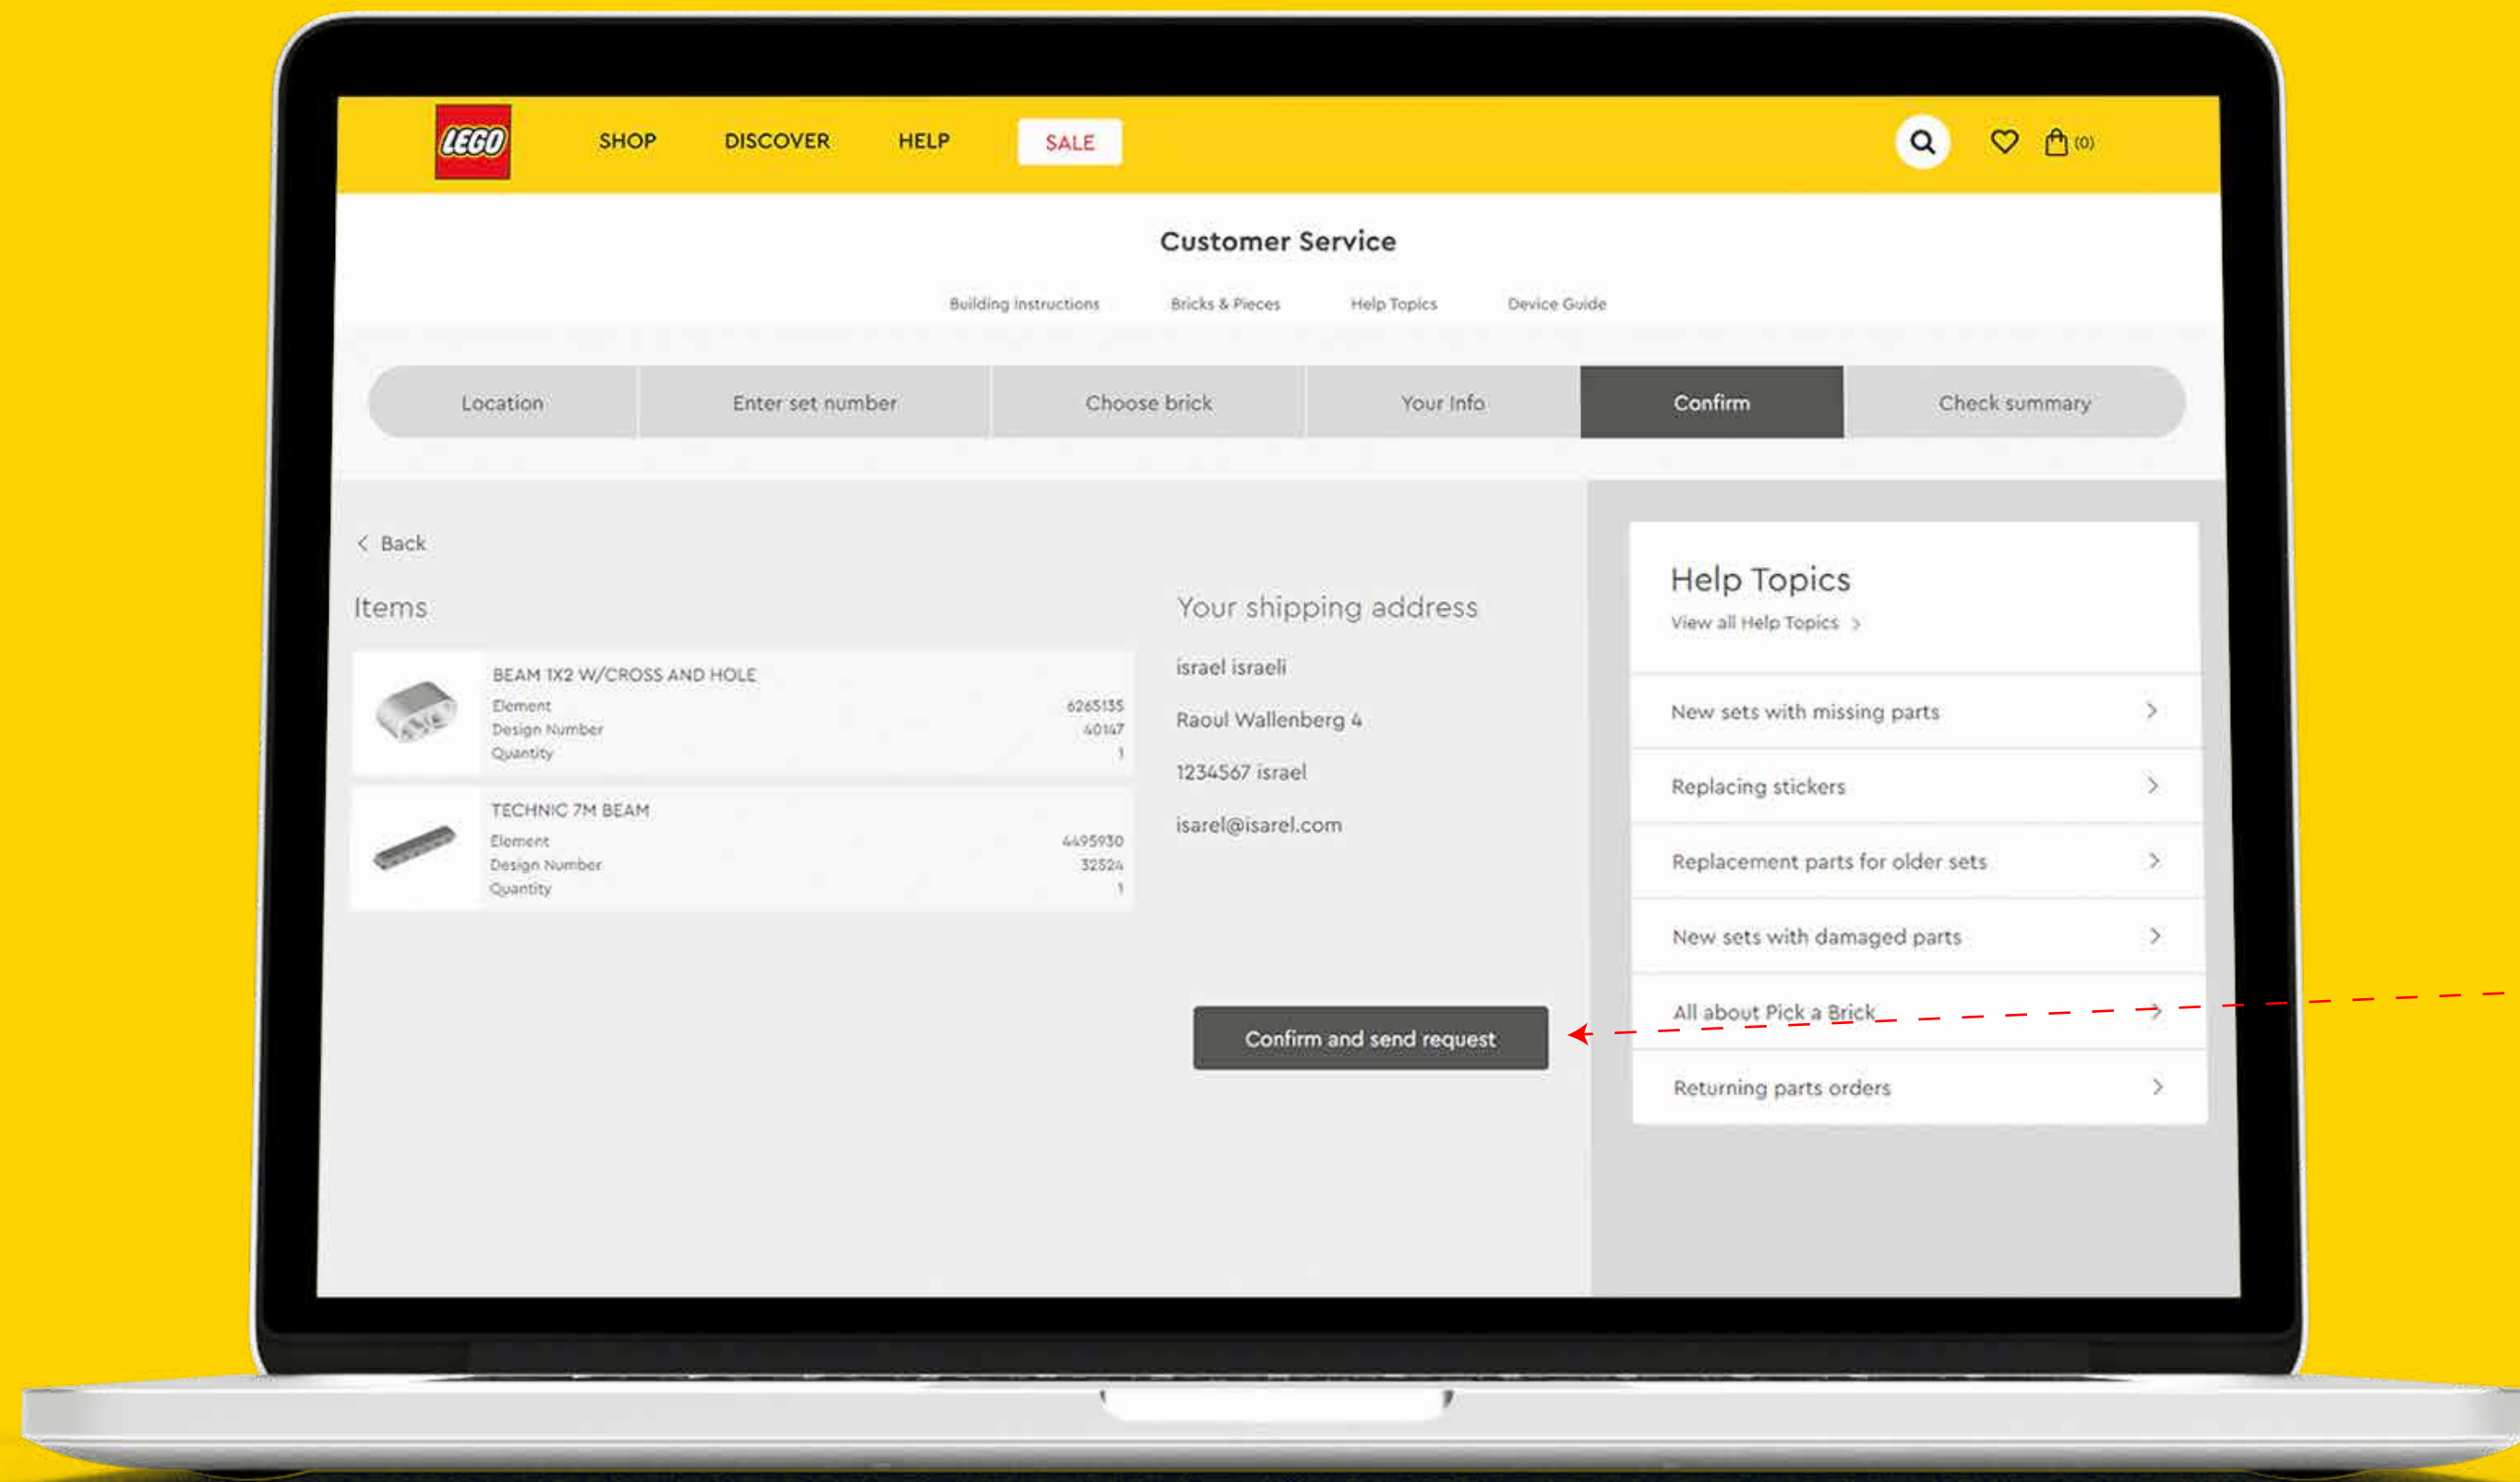 LEGO SHOP DISCOVER HELP SALE (0)
Customer Service
Building Instructions Bricks & Pieces Help Topics Device Guide
Location Enter set number Choose brick Your Info Confirm Check summary
< Back
Items
BEAM 1X2 W/CROSS AND HOLE
Element 6265135
Design Number 40147
Quantity 1
TECHNIC 7M BEAM
Element 4495930
Design Number 32524
Quantity 1
Your shipping address
israel israeli
Raoul Wallenberg 4
1234567 israel
isarel@isarel.com
Confirm and send request
Help Topics
View all Help Topics >
New sets with missing parts >
Replacing stickers >
Replacement parts for older sets >
New sets with damaged parts >
All about Pick a Brick >
Returning parts orders >